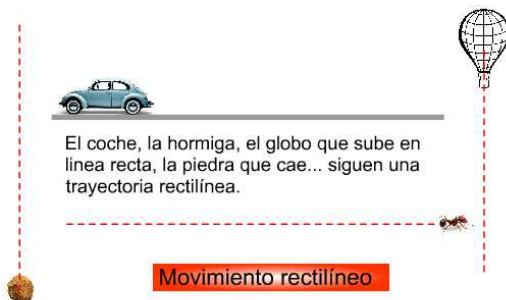 El coche, la hormiga, el globo que sube en
linea recta, la piedra que cae... siguen una
trayectoria rectilínea.
Movimiento rectilíneo